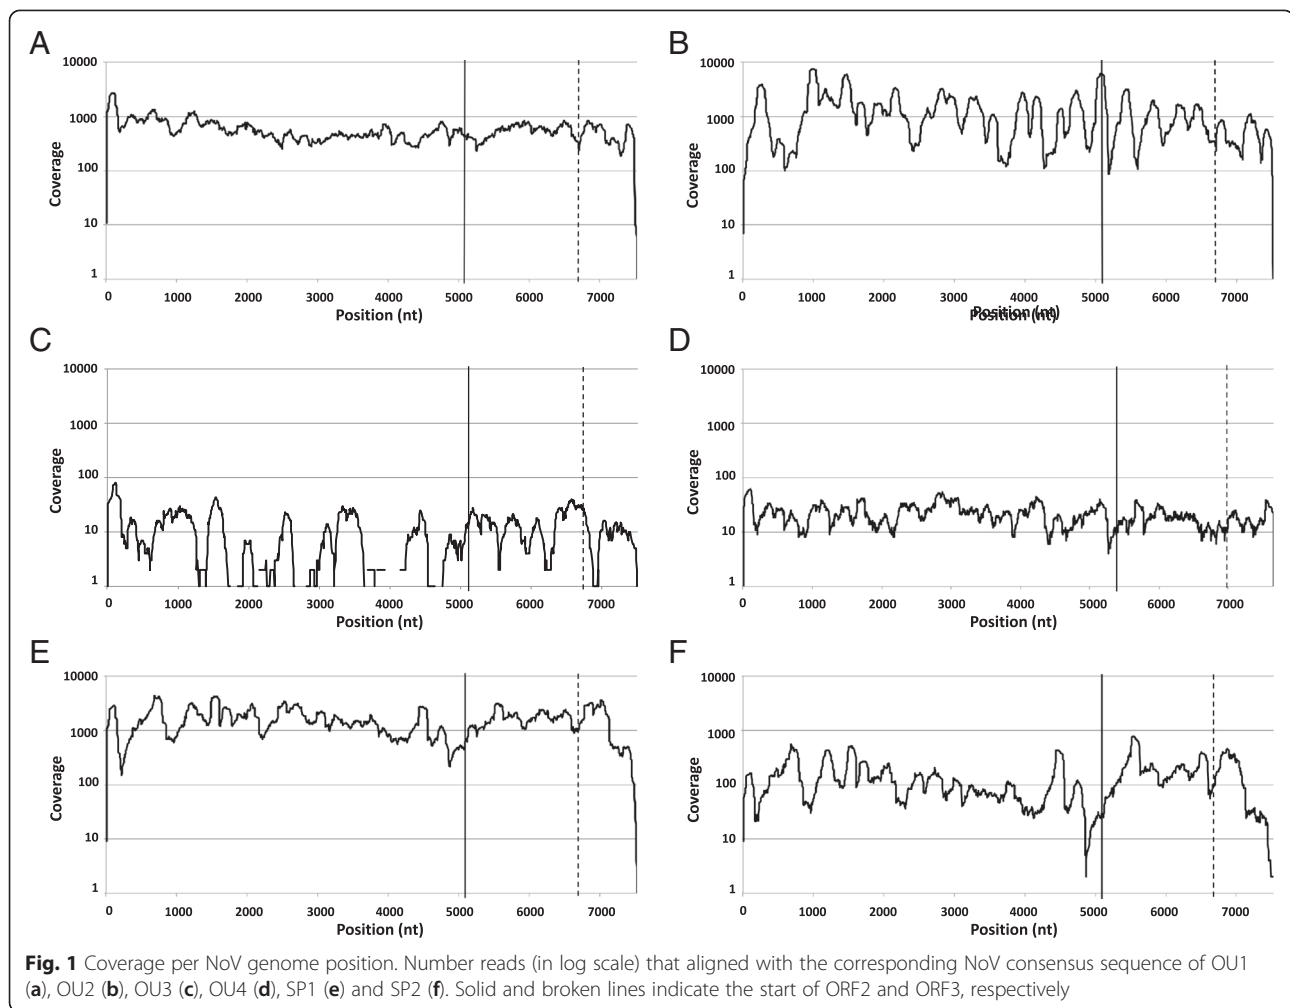 A
10000
1000
100
10
1
Coverage
0 1000 2000 3000 4000 5000 6000 7000
Position (nt)
B
10000
1000
100
10
1
Coverage
0 1000 2000 3000 4000 5000 6000 7000
Position (nt)
Position (nt)
C
10000
1000
100
10
1
Coverage
0 1000 2000 3000 4000 5000 6000 7000
Position (nt)
D
10000
1000
100
10
1
Coverage
0 1000 2000 3000 4000 5000 6000 7000
Position (nt)
E
10000
1000
100
10
1
Coverage
0 1000 2000 3000 4000 5000 6000 7000
Position (nt)
F
10000
1000
100
10
1
Coverage
0 1000 2000 3000 4000 5000 6000 7000
Position (nt)
Fig. 1 Coverage per NoV genome position. Number reads (in log scale) that aligned with the corresponding NoV consensus sequence of OU1
(a), OU2 (b), OU3 (c), OU4 (d), SP1 (e) and SP2 (f). Solid and broken lines indicate the start of ORF2 and ORF3, respectively